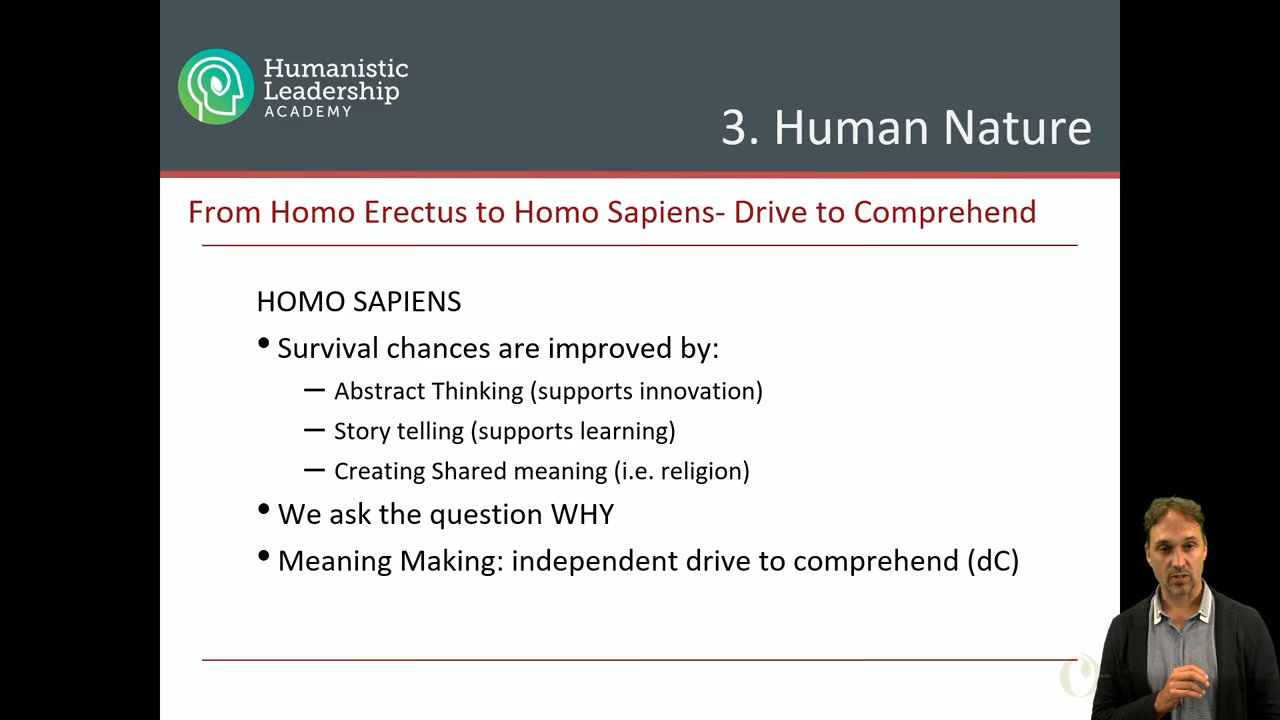 Humanistic
Leadership
ACADEMY
3. Human Nature
From Homo Erectus to Homo Sapiens- Drive to Comprehend
HOMO SAPIENS
• Survival chances are improved by:
– Abstract Thinking (supports innovation)
– Story telling (supports learning)
– Creating Shared meaning (i.e. religion)
• We ask the question WHY
• Meaning Making: independent drive to comprehend (dC)